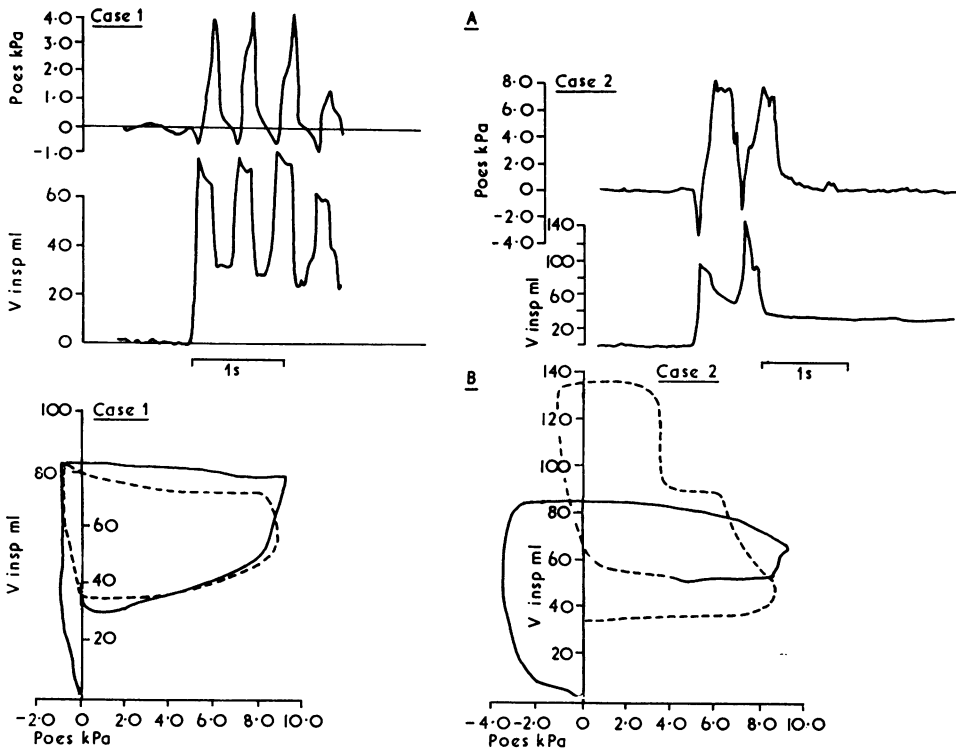 Case 1
A
4·0
3·0
2·0
1·0
0
-1·0
Poes kPa
60
40
20
0
V insp ml
1s
Case 2
8·0
6·0
4·0
2·0
0
-2·0
-4·0
Poes kPa
140
100
60
20
V insp ml
1s
B
Case 1
100
80
60
40
20
V insp ml
-2·0 0 2·0 4·0 6·0 8·0 10·0
Poes kPa
Case 2
140
120
100
80
60
40
20
V insp ml
-4·0 -2·0 0 2·0 4·0 6·0 8·0 10·0
Poes kPa